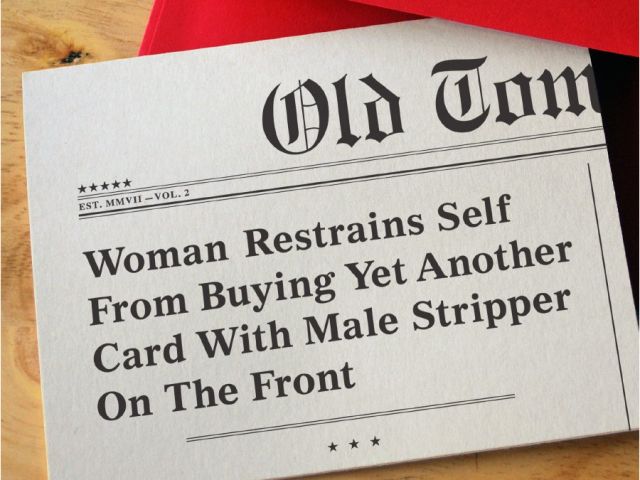 Old Tom
★★★★★
EST. MMVII — VOL. 2
Woman Restrains Self
From Buying Yet Another
Card With Male Stripper
On The Front
★ ★ ★